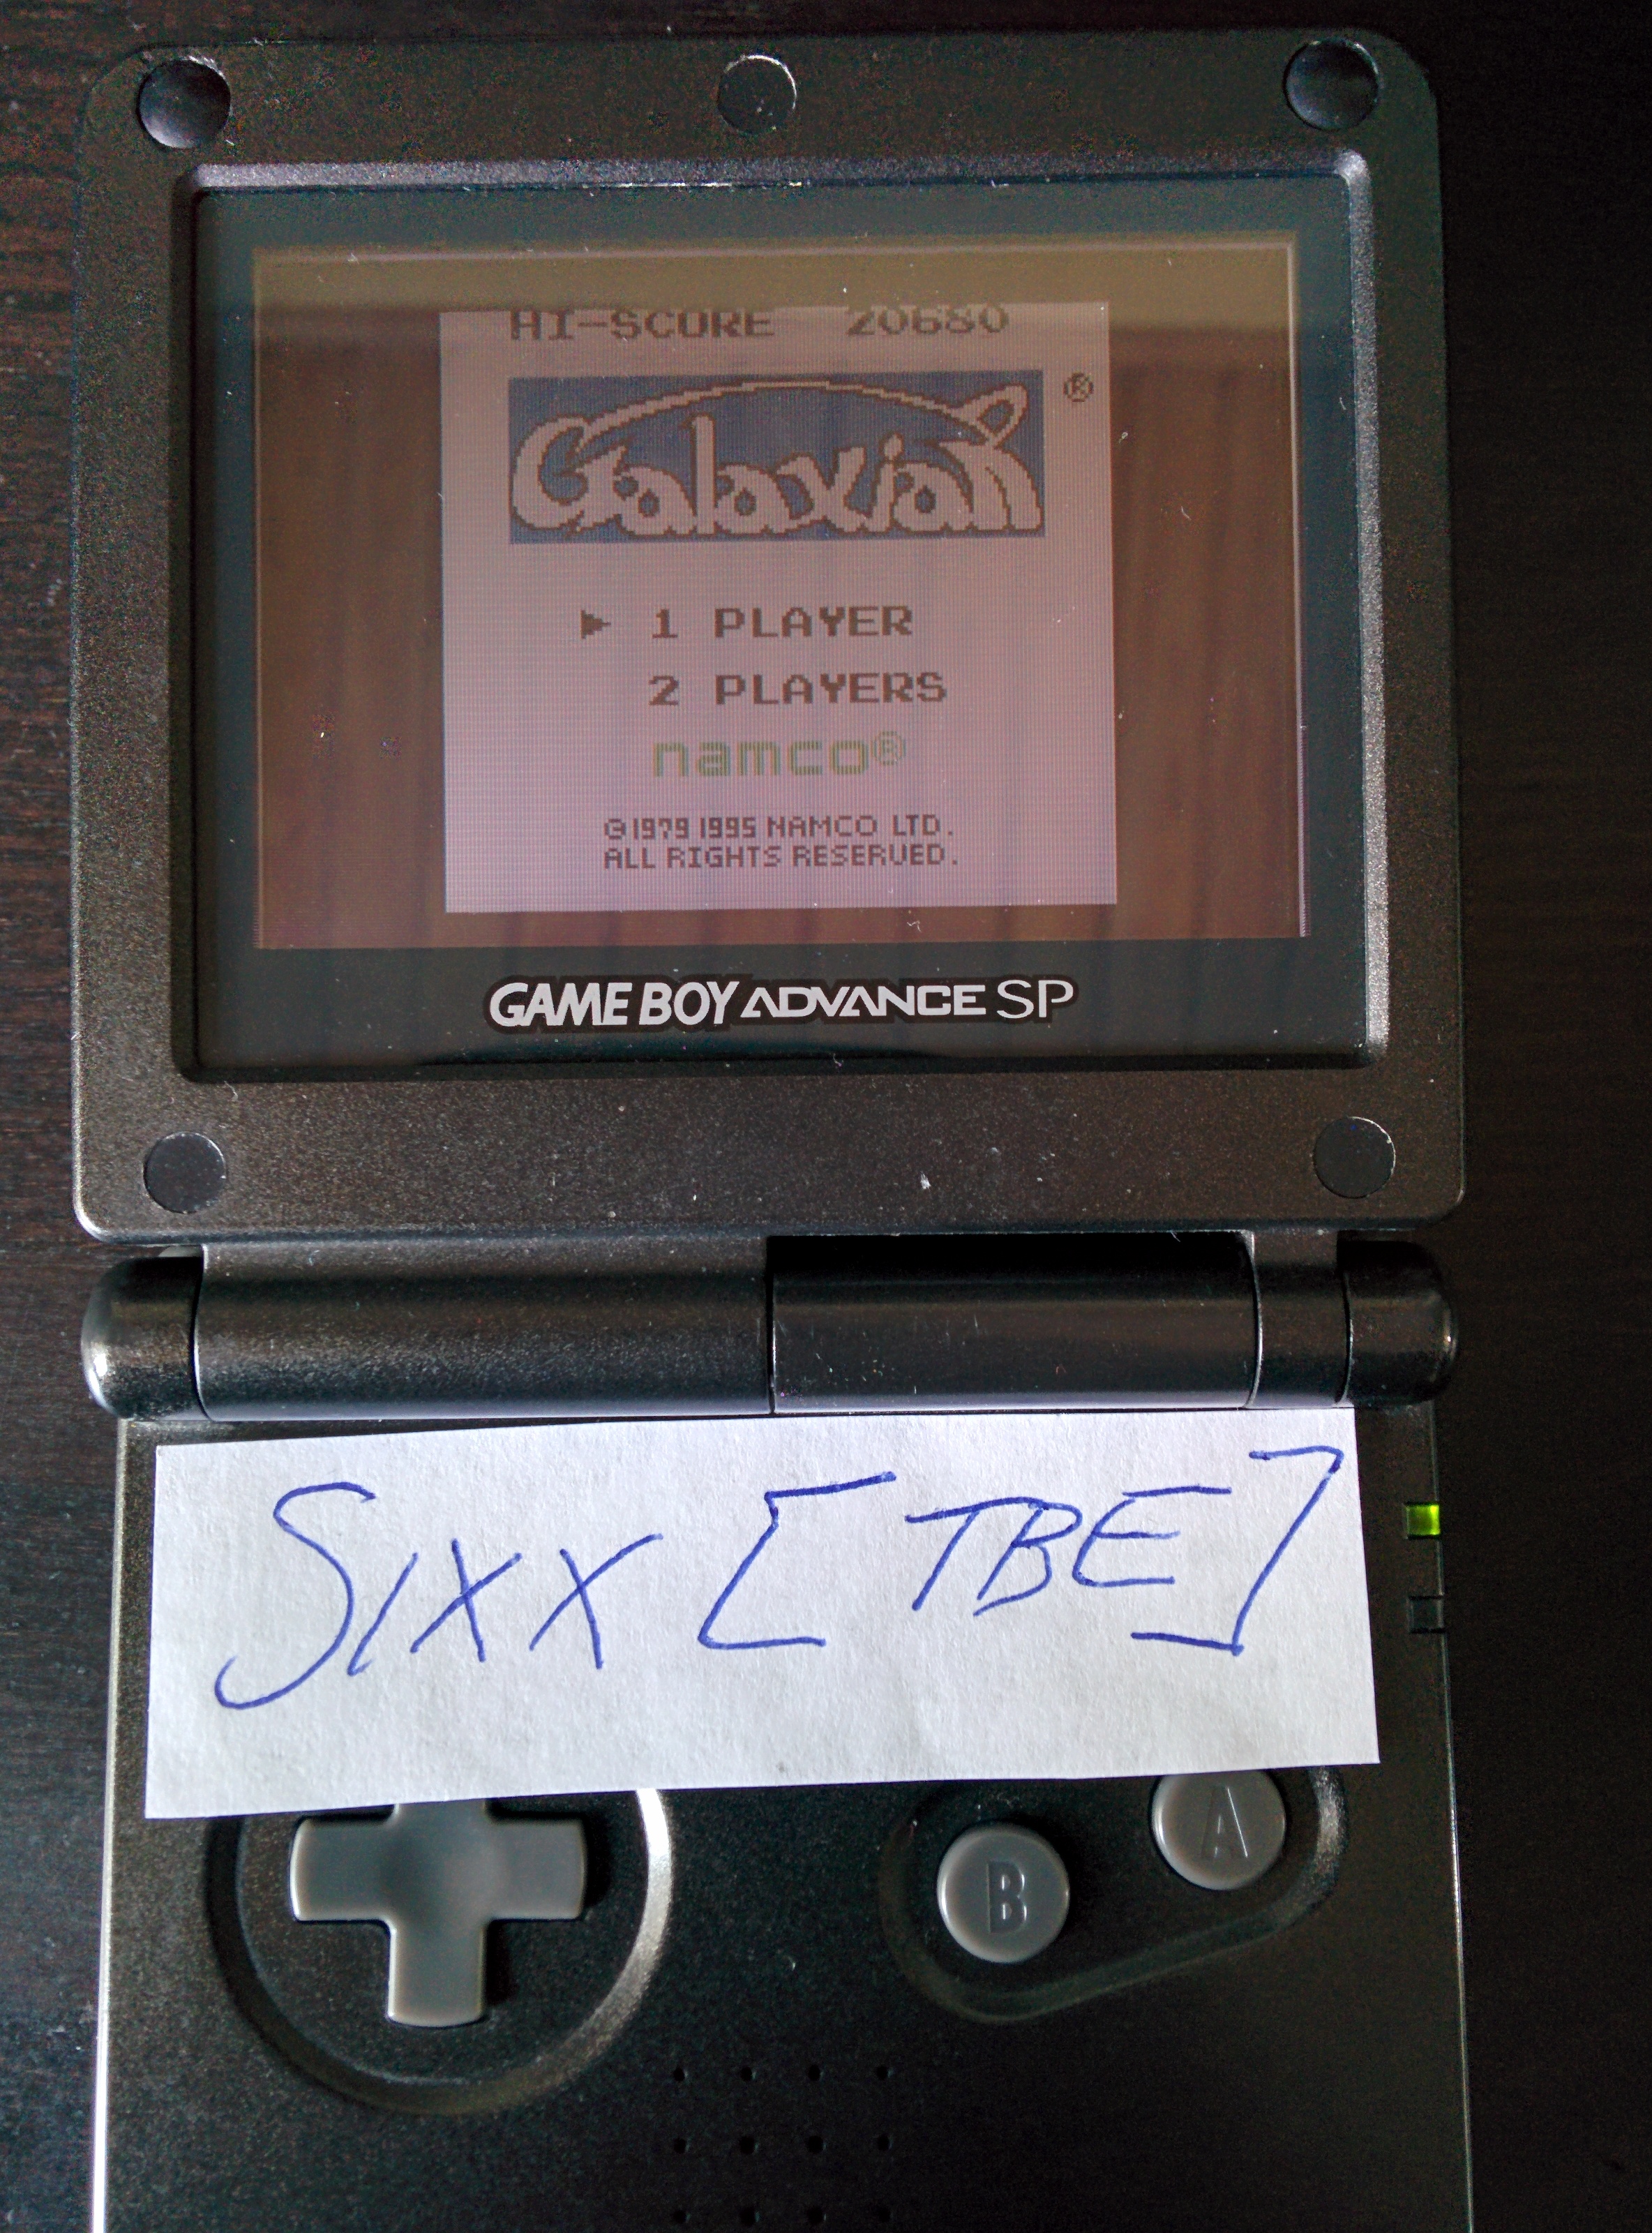 HI-SCORE 20680
Galaxian®
► 1 PLAYER
2 PLAYERS
namco®
©1979 1995 NAMCO LTD.
ALL RIGHTS RESERVED.
GAME BOY ADVANCE SP
SIXX [TBE]
A
B